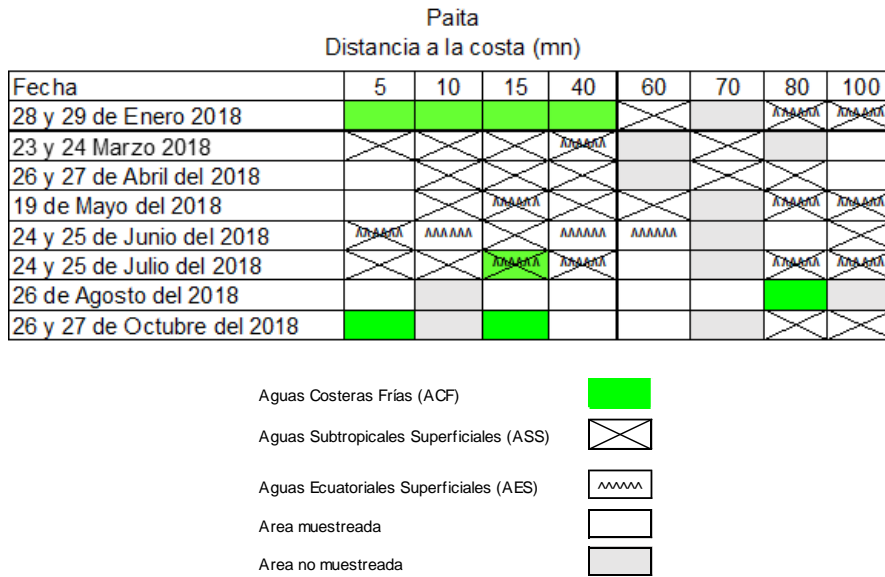 Paita
Distancia a la costa (mn)
Fecha 5 10 15 40 60 70 80 100
28 y 29 de Enero 2018
23 y 24 Marzo 2018
26 y 27 de Abril del 2018
19 de Mayo del 2018
24 y 25 de Junio del 2018
24 y 25 de Julio del 2018
26 de Agosto del 2018
26 y 27 de Octubre del 2018
Aguas Costeras Frías (ACF)
Aguas Subtropicales Superficiales (ASS)
Aguas Ecuatoriales Superficiales (AES)
Area muestreada
Area no muestreada